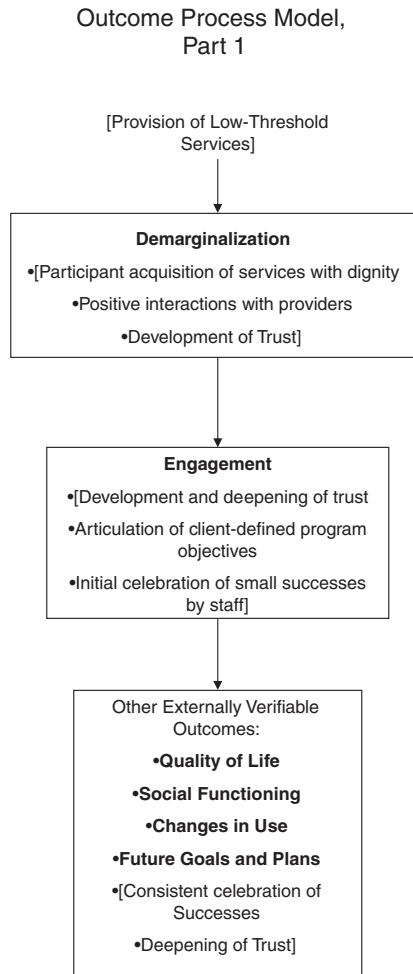 Outcome Process Model,
Part 1
[Provision of Low-Threshold
Services]
Demarginalization
•[Participant acquisition of services with dignity
•Positive interactions with providers
•Development of Trust]
Engagement
•[Development and deepening of trust
•Articulation of client-defined program
objectives
•Initial celebration of small successes
by staff]
Other Externally Verifiable
Outcomes:
•Quality of Life
•Social Functioning
•Changes in Use
•Future Goals and Plans
•[Consistent celebration of
Successes
•Deepening of Trust]